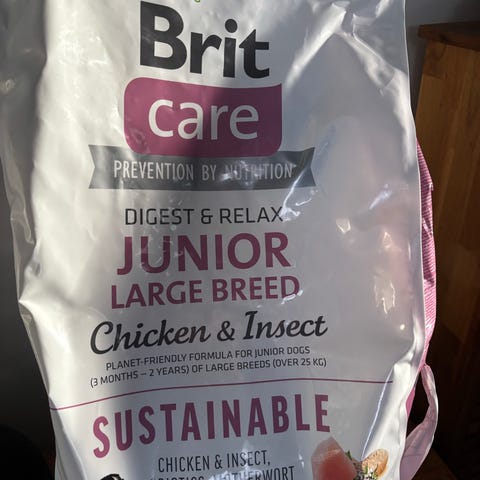 Brit
care
PREVENTION BY NUTRITION
DIGEST & RELAX
JUNIOR
LARGE BREED
Chicken & Insect
PLANET-FRIENDLY FORMULA FOR JUNIOR DOGS
(3 MONTHS – 2 YEARS) OF LARGE BREEDS (OVER 25 KG)
SUSTAINABLE
CHICKEN & INSECT,